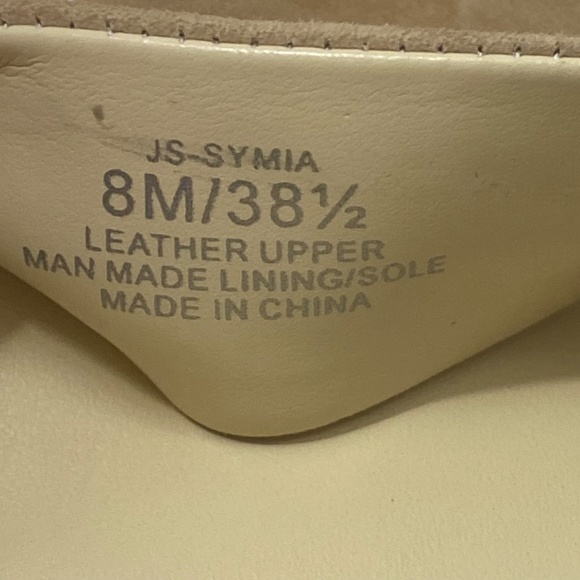 JS-SYMIA
8M/38½
LEATHER UPPER
MAN MADE LINING/SOLE
MADE IN CHINA